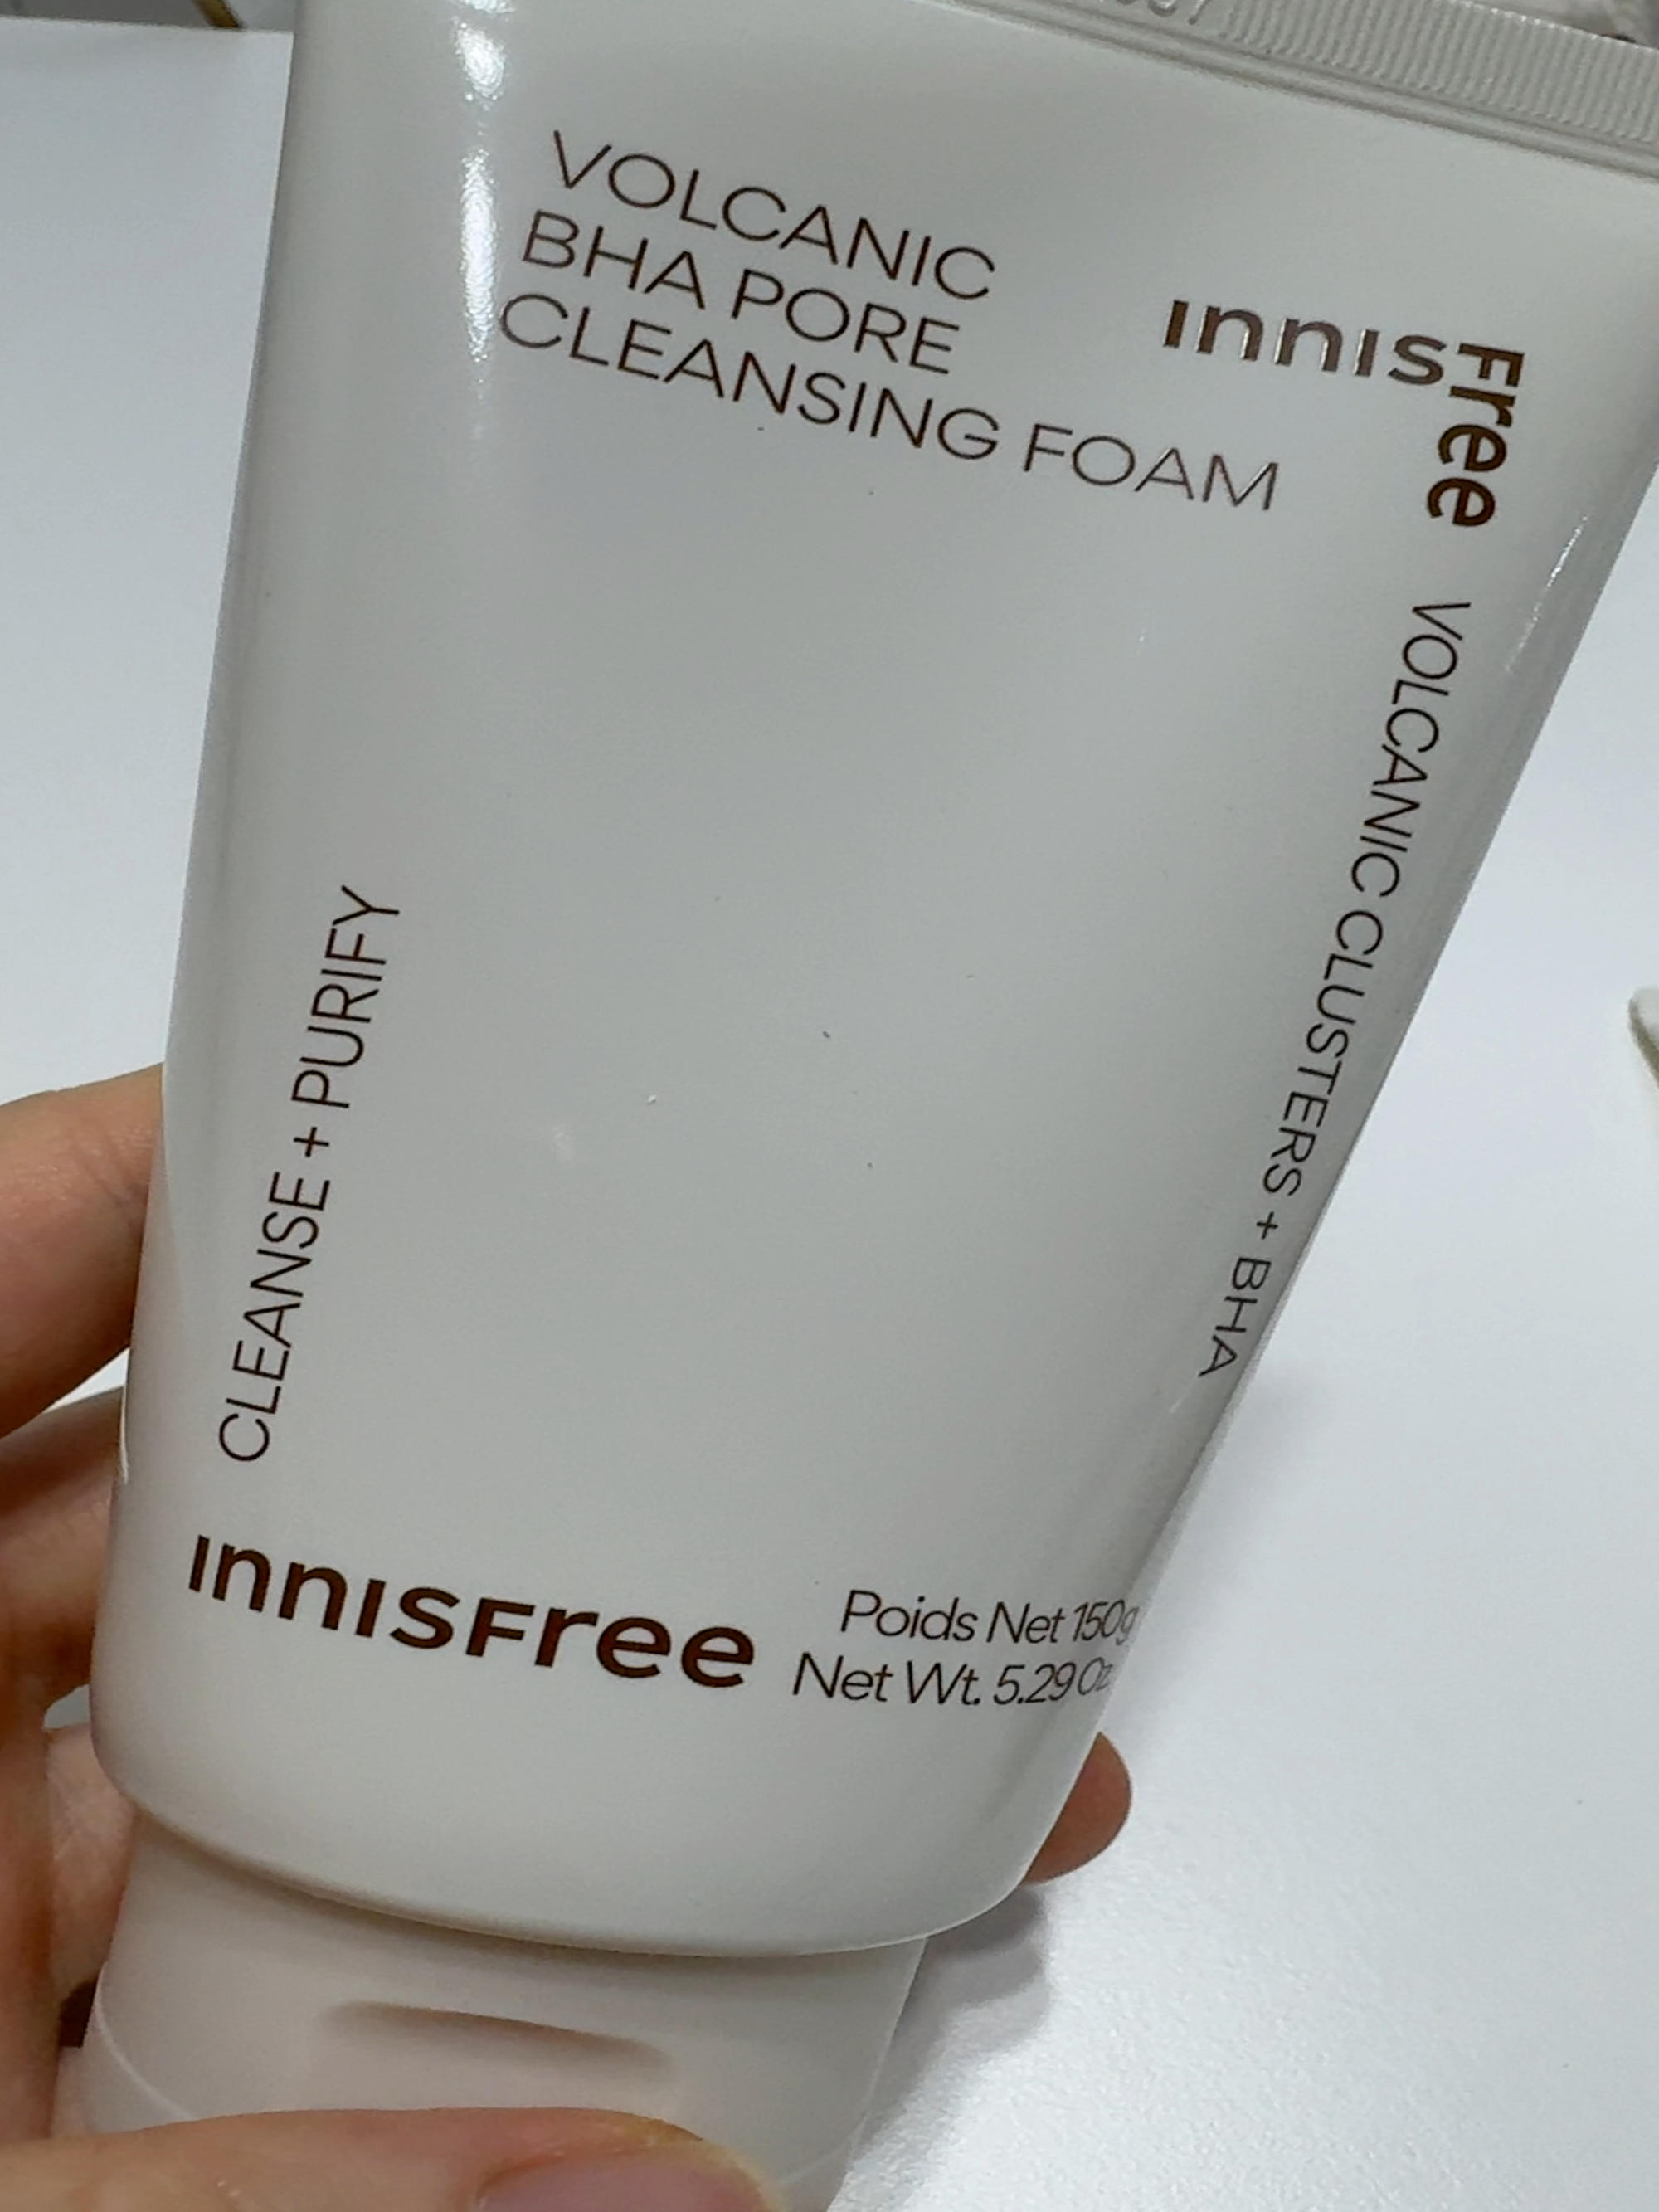 VOLCANIC
BHA PORE
CLEANSING FOAM
INNISFree
VOLCANIC CLUSTERS + BHA
CLEANSE + PURIFY
INNISFree
Poids Net 150g
Net Wt. 5.29 Oz.